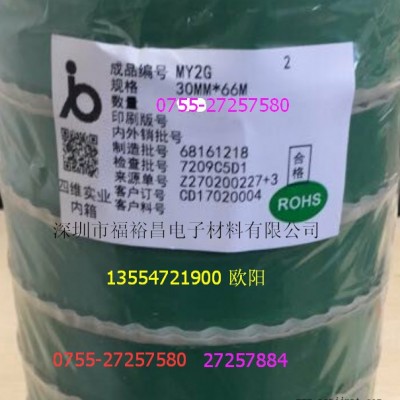 成品编号 MY2G 2
规格 30MM*66M
数量 0755-27257580
印刷版号
内外销批号
制造批号 68161218
检查批号 7209C5D1
来源单号 Z270200227+3
客户订号 CD17020004
客户料号
合格
ROHS
四维实业
内箱
深圳市福裕昌电子材料有限公司
13554721900 欧阳
0755-27257580 27257884